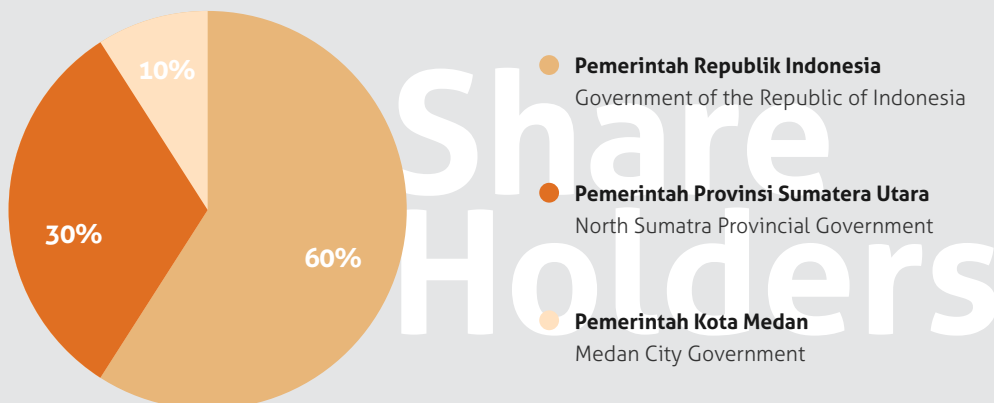 10%
30%
60%
Share
Holders
Pemerintah Republik Indonesia
Government of the Republic of Indonesia
Pemerintah Provinsi Sumatera Utara
North Sumatra Provincial Government
Pemerintah Kota Medan
Medan City Government